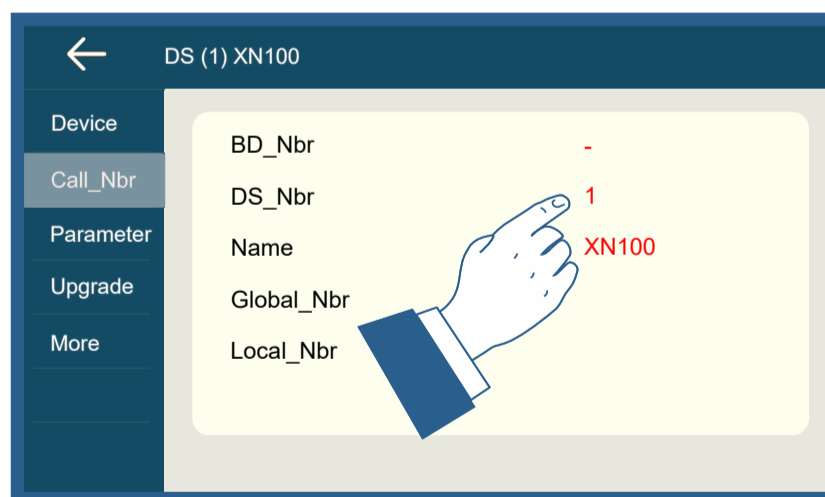 DS (1) XN100
Device
Call_Nbr
Parameter
Upgrade
More
BD_Nbr -
DS_Nbr 1
Name XN100
Global_Nbr
Local_Nbr